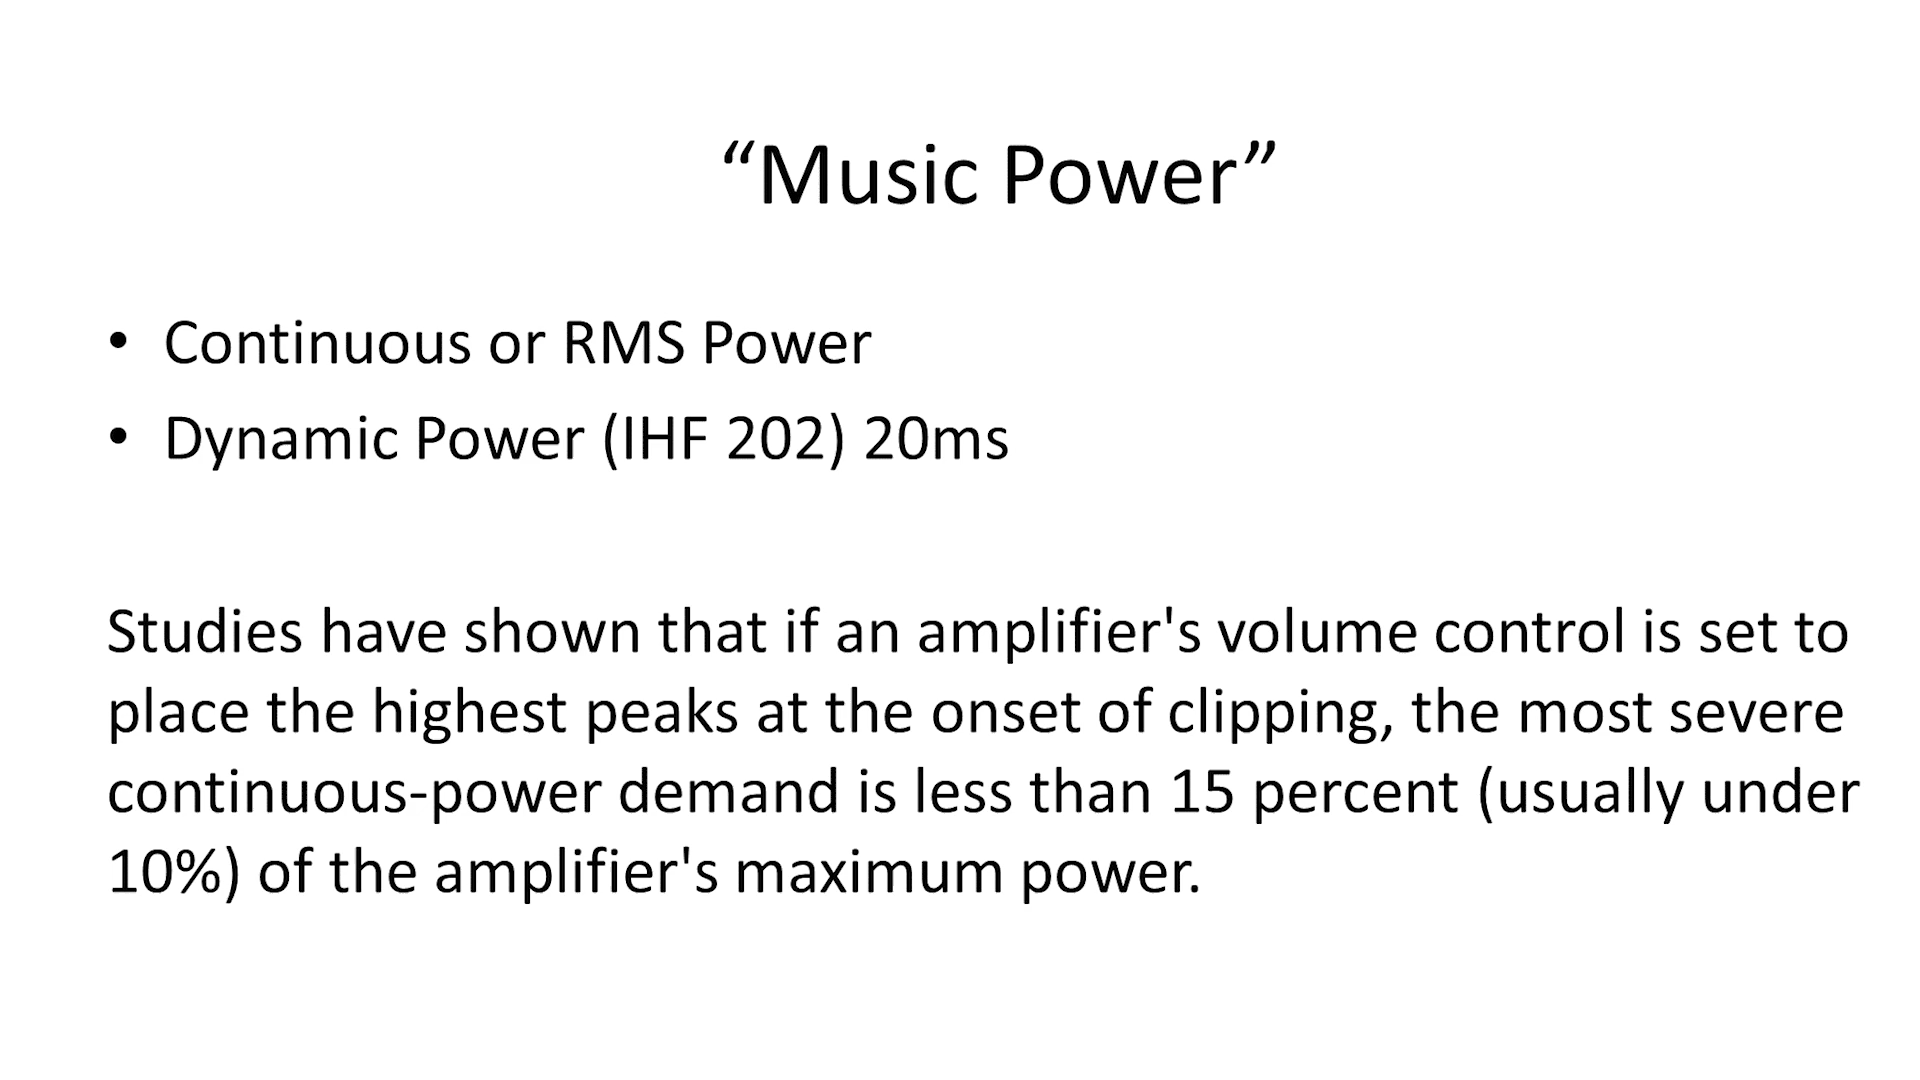 “Music Power”
• Continuous or RMS Power
• Dynamic Power (IHF 202) 20ms
Studies have shown that if an amplifier's volume control is set to
place the highest peaks at the onset of clipping, the most severe
continuous-power demand is less than 15 percent (usually under
10%) of the amplifier's maximum power.